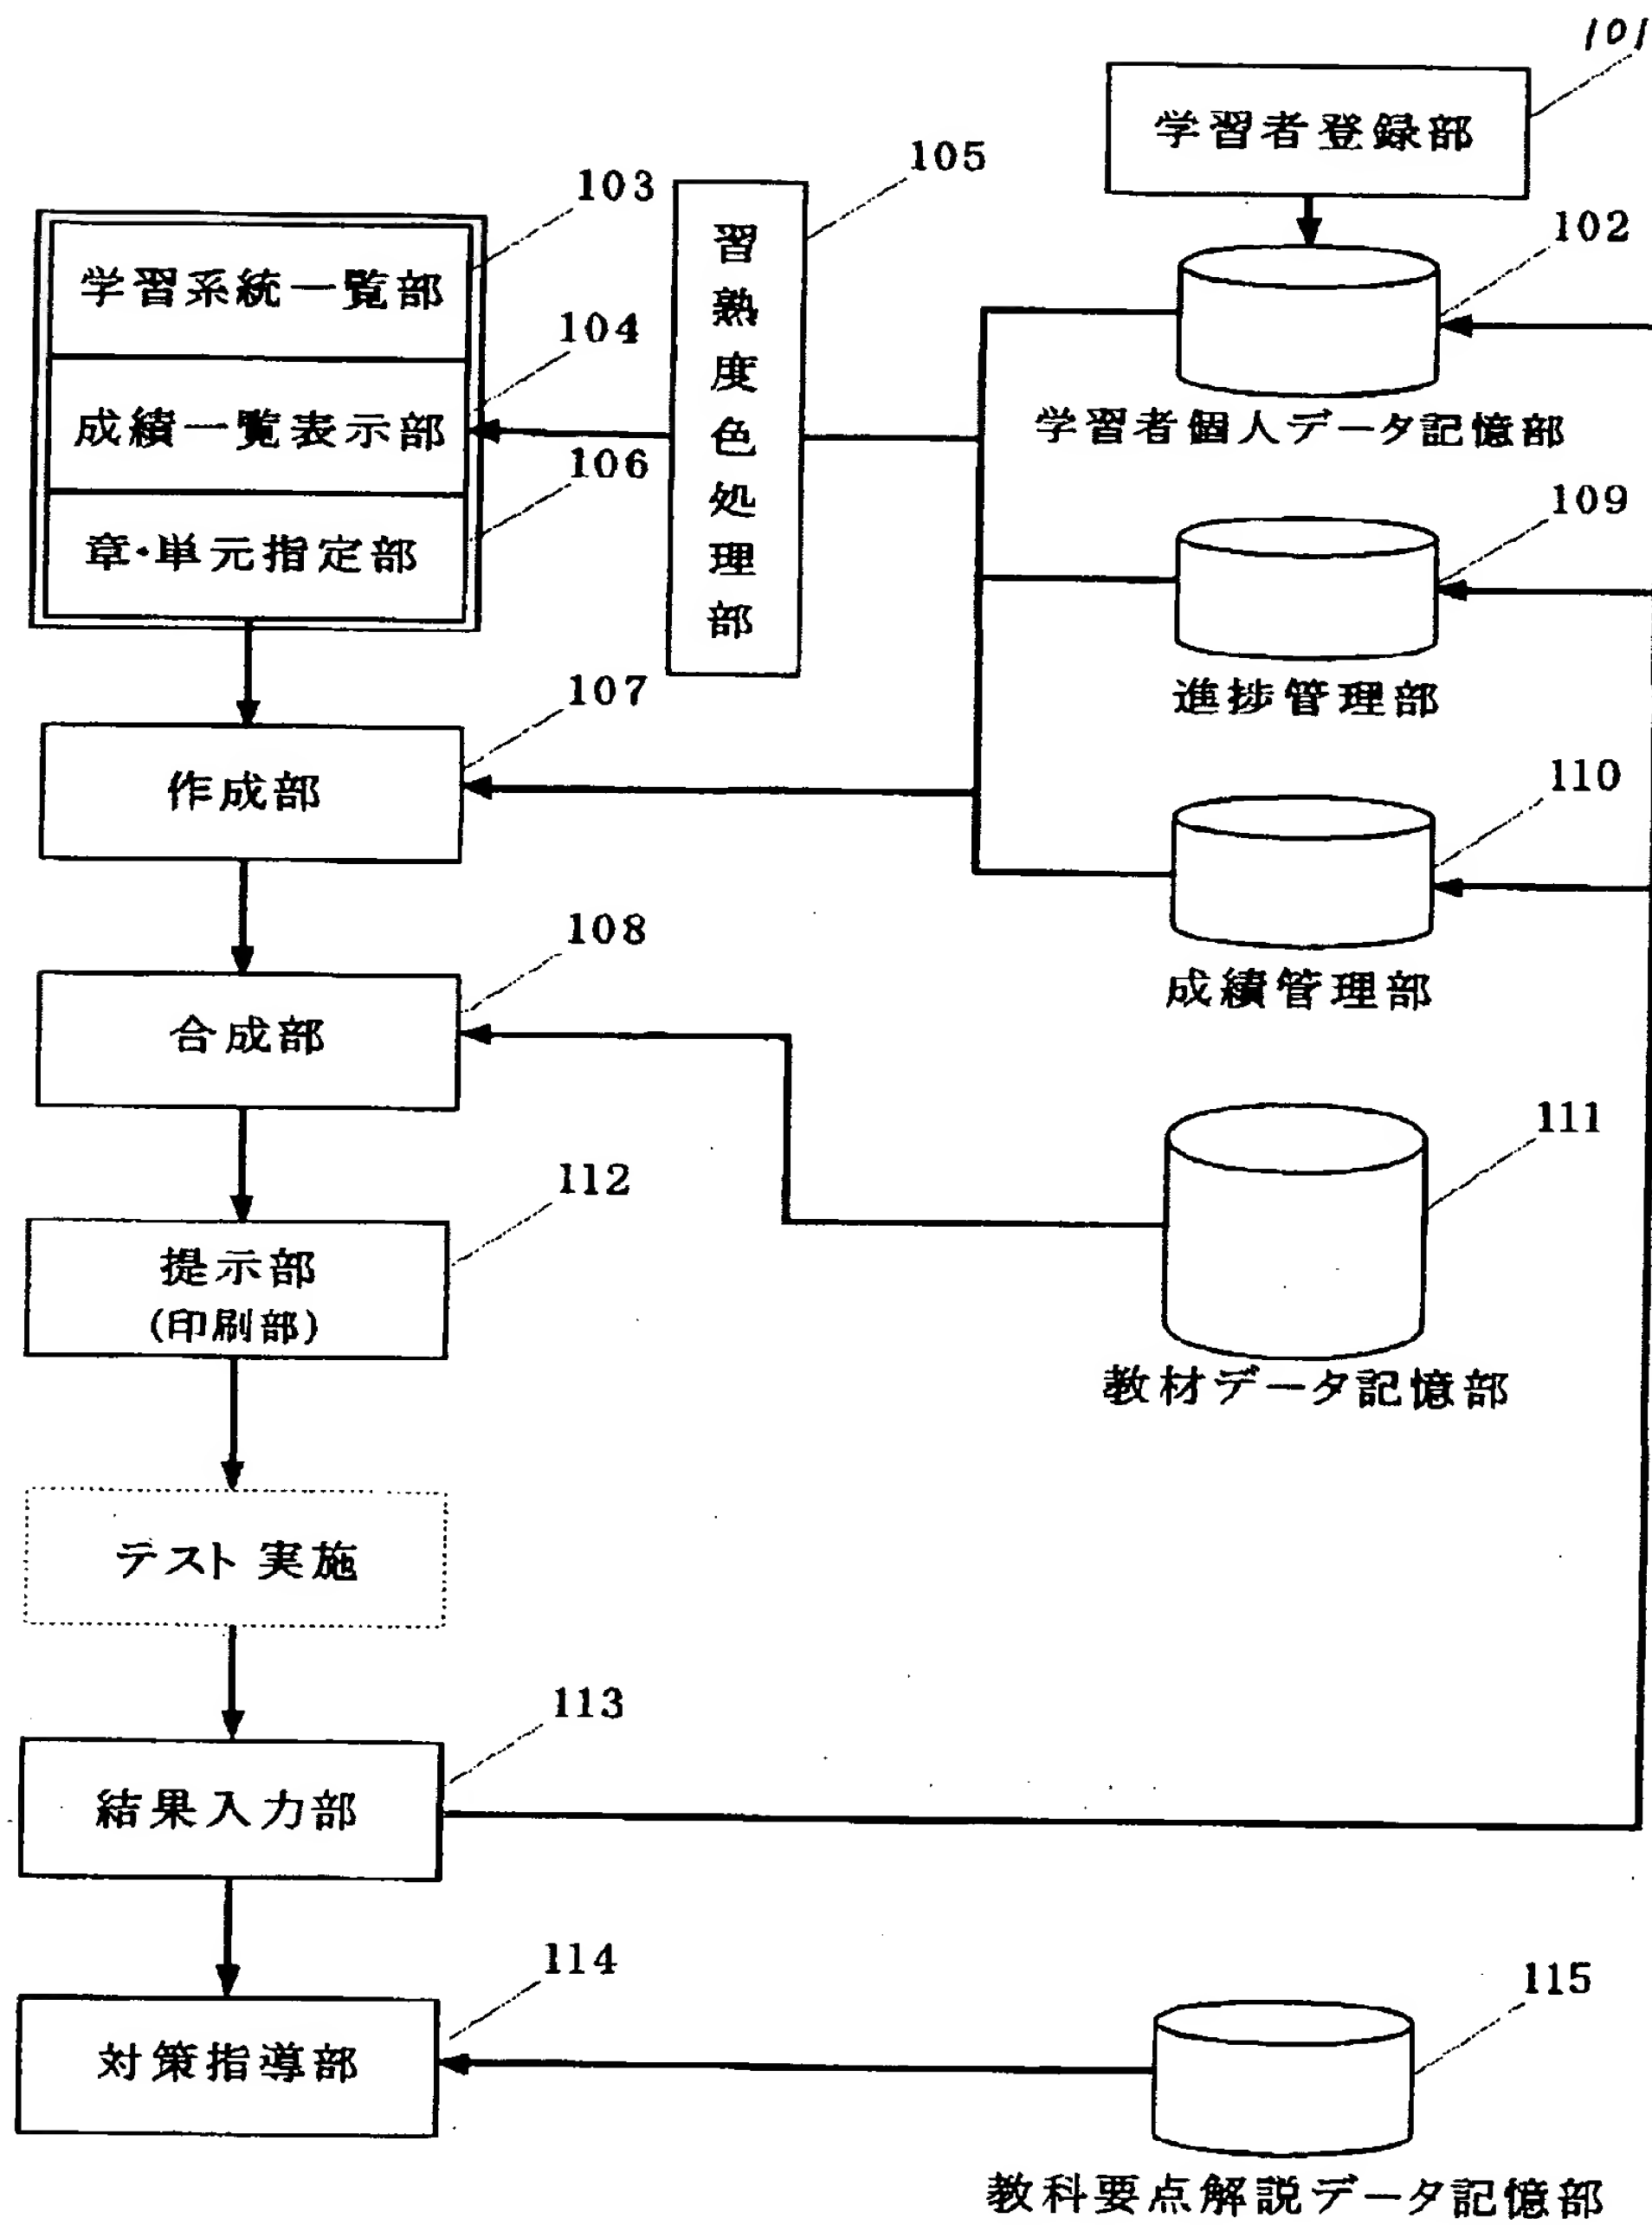 101
学習者登録部
105
103
102
学習系統一覧部
習熟度色処理部
104
成績一覧表示部
学習者個人データ記憶部
106
109
章・単元指定部
107
進捗管理部
作成部
110
108
成績管理部
合成部
111
112
提示部
(印刷部)
教材データ記憶部
テスト 実施
113
結果入力部
114
115
対策指導部
教科要点解説データ記憶部